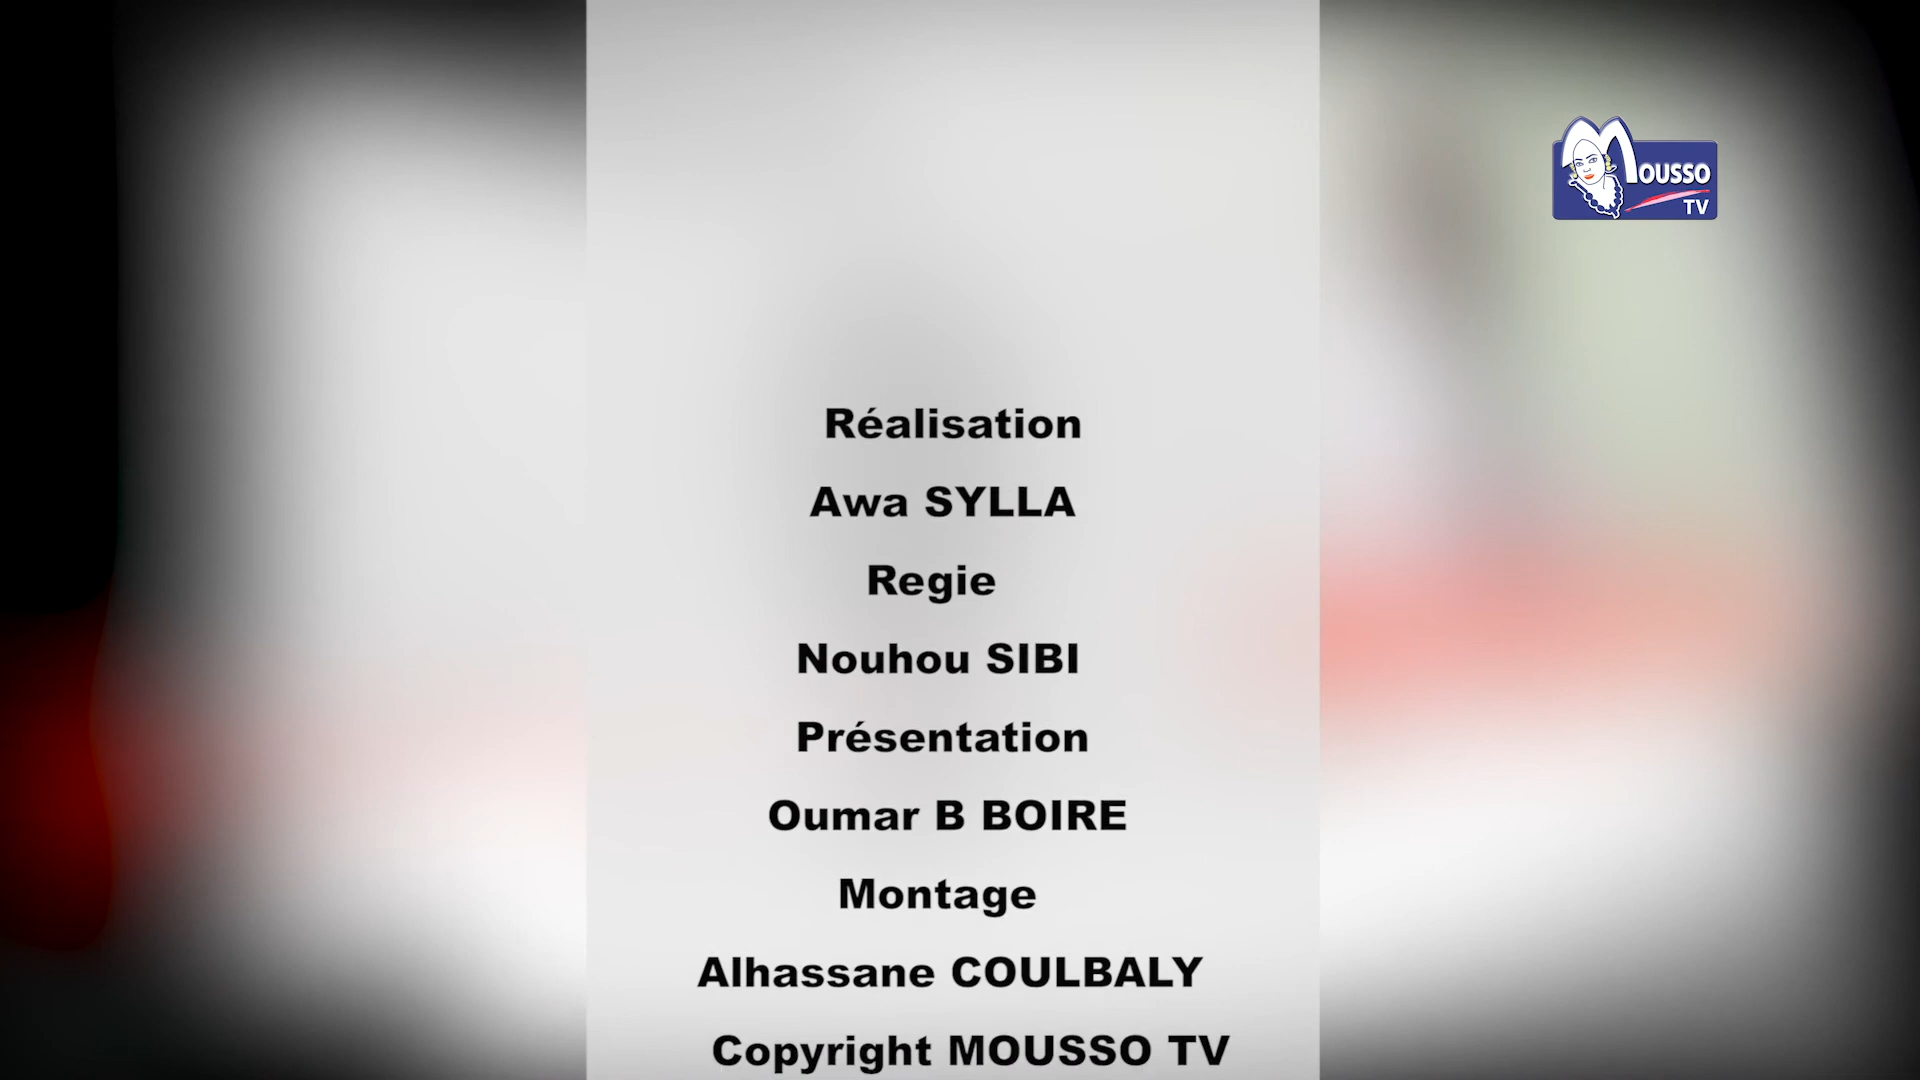 MOUSSO
TV
Réalisation
Awa SYLLA
Regie
Nouhou SIBI
Présentation
Oumar B BOIRE
Montage
Alhassane COULBALY
Copyright MOUSSO TV